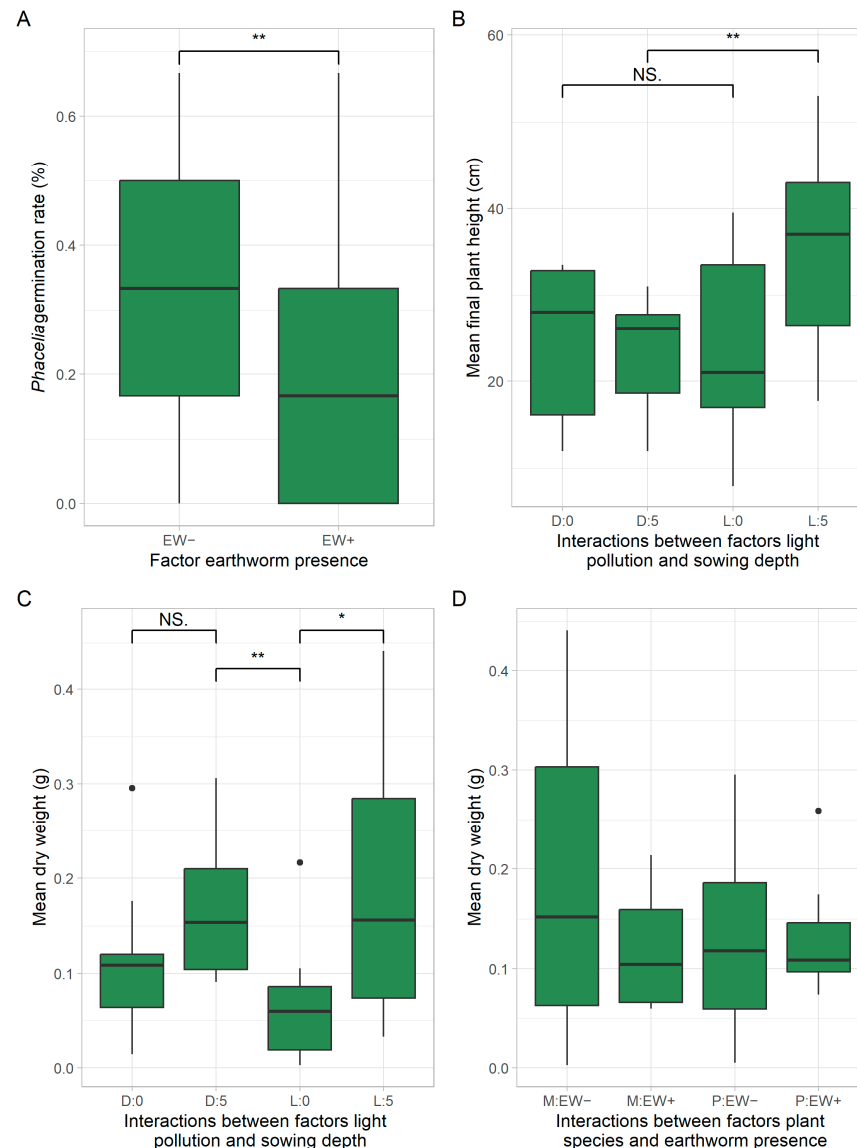 A
**
Phaceliagermination rate (%)
0.6
0.4
0.2
0.0
EW−
EW+
Factor earthworm presence
B
**
NS.
Mean final plant height (cm)
60
40
20
D:0
D:5
L:0
L:5
Interactions between factors light
pollution and sowing depth
C
NS.
*
**
Mean dry weight (g)
0.4
0.3
0.2
0.1
0.0
D:0
D:5
L:0
L:5
Interactions between factors light
pollution and sowing depth
D
Mean dry weight (g)
0.4
0.3
0.2
0.1
0.0
M:EW−
M:EW+
P:EW−
P:EW+
Interactions between factors plant
species and earthworm presence